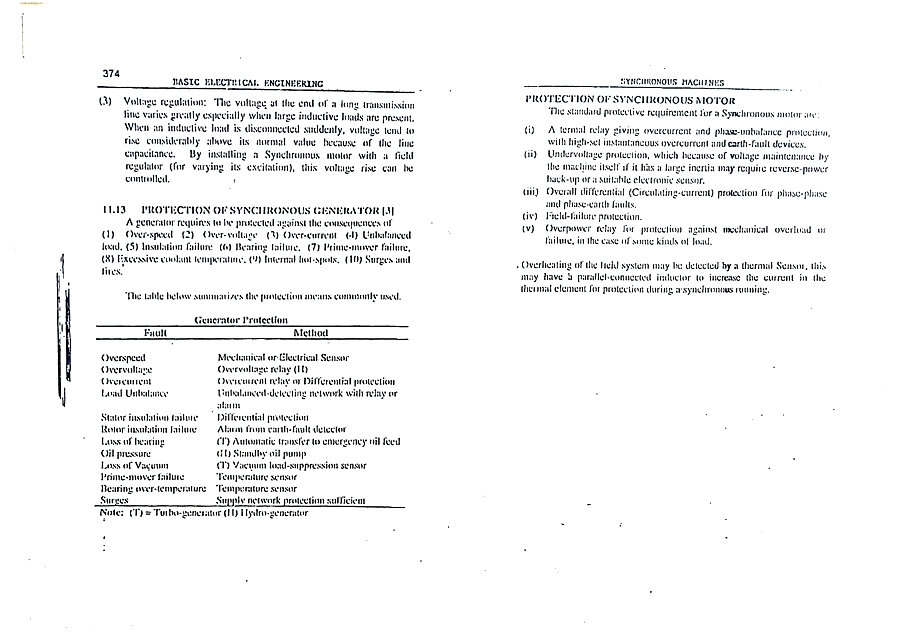 374
BASIC ELECTRICAL ENGINEERING
(3) Voltage regulation: The voltage at the end of a long transmission
line varies greatly especially when large inductive loads are present.
When an inductive load is disconnected suddenly, voltage tend to
rise considerably above its normal value because of the line
capacitance. By installing a Synchronous motor with a field
regulator (for varying its excitation), this voltage rise can be
controlled.
11.13 PROTECTION OF SYNCHRONOUS GENERATOR [3]
A generator requires to be protected against the consequences of
(1) Over-speed (2) Over-voltage (3) Over-current (4) Unbalanced
load, (5) Insulation failure (6) Bearing failure, (7) Prime-mover failure,
(8) Excessive coolant temperature, (9) Internal hot-spots, (10) Surges and
fires.
The table below summarizes the protection means commonly used.
Generator Protection
Fault Method
Overspeed Mechanical or Electrical Sensor
Overvoltage Overvoltage relay (H)
Overcurrent Overcurrent relay or Differential protection
Load Unbalance Unbalanced-detecting network with relay or
alarm
Stator insulation failure Differential protection
Rotor insulation failure Alarm from earth-fault detector
Loss of bearing (T) Automatic transfer to emergency oil feed
Oil pressure (H) Standby oil pump
Loss of Vacuum (T) Vacuum load-suppression sensor
Prime-mover failure Temperature sensor
Bearing over-temperature Temperature sensor
Surges Supply network protection sufficient
Note: (T) = Turbo-generator (H) Hydro-generator
SYNCHRONOUS MACHINES
PROTECTION OF SYNCHRONOUS MOTOR
The standard protective requirement for a Synchronous motor are:
(i) A termal relay giving overcurrent and phase-unbalance protection,
with high-set instantaneous overcurrent and earth-fault devices.
(ii) Undervoltage protection, which because of voltage maintenance by
the machine itself if it has a large inertia may require reverse-power
back-up or a suitable electronic sensor.
(iii) Overall differential (Circulating-current) protection for phase-phase
and phase-earth faults.
(iv) Field-failure protection.
(v) Overpower relay for protection against mechanical overload or
failure, in the case of some kinds of load.
Overheating of the field system may be detected by a thermal Sensor, this
may have a parallel-connected inductor to increase the current in the
thermal element for protection during a synchronous running.